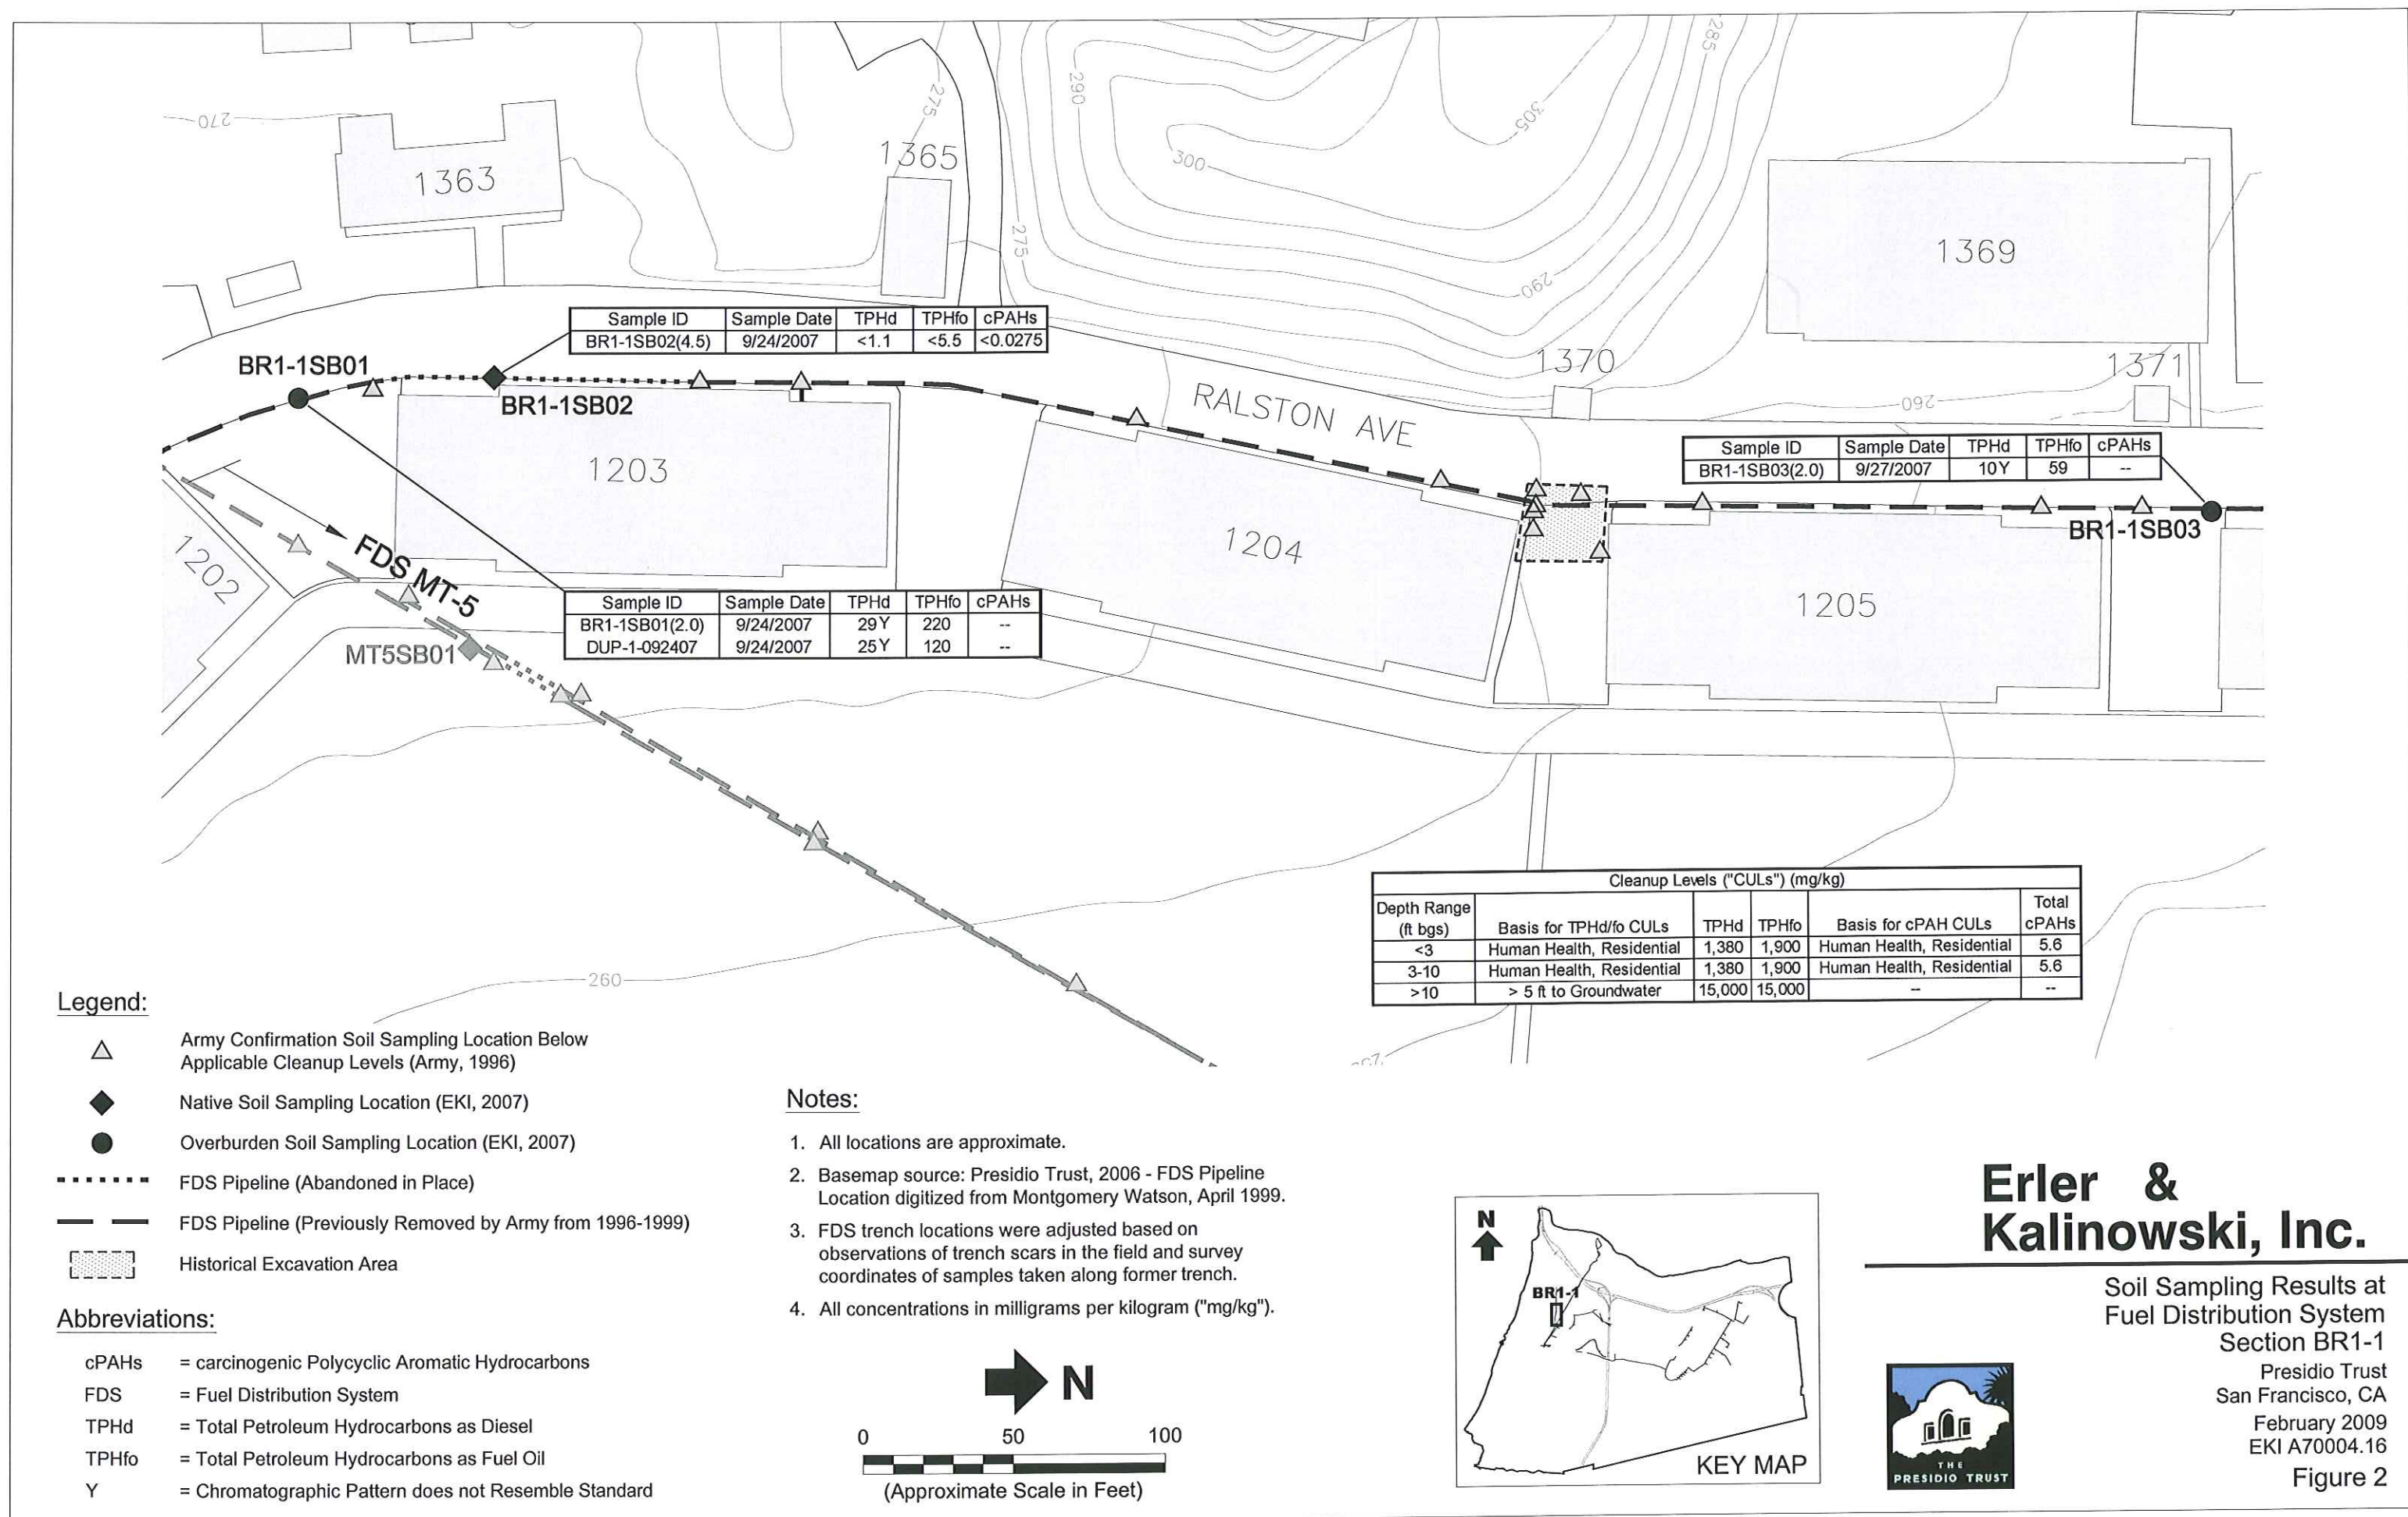 270
1363
1365
275
275
290
300
305
285
290
1369
1370
1371
260
Sample ID Sample Date TPHd TPHfo cPAHs
BR1-1SB02(4.5) 9/24/2007 <1.1 <5.5 <0.0275
BR1-1SB01
BR1-1SB02
RALSTON AVE
Sample ID Sample Date TPHd TPHfo cPAHs
BR1-1SB03(2.0) 9/27/2007 10Y 59 --
BR1-1SB03
1203
1204
1205
1202
FDS MT-5
MT5SB01
Sample ID Sample Date TPHd TPHfo cPAHs
BR1-1SB01(2.0) 9/24/2007 29Y 220 --
DUP-1-092407 9/24/2007 25Y 120 --
260
Cleanup Levels ("CULs") (mg/kg)
Depth Range (ft bgs) Basis for TPHd/fo CULs TPHd TPHfo Basis for cPAH CULs Total cPAHs
<3 Human Health, Residential 1,380 1,900 Human Health, Residential 5.6
3-10 Human Health, Residential 1,380 1,900 Human Health, Residential 5.6
>10 > 5 ft to Groundwater 15,000 15,000 -- --
Legend:
Army Confirmation Soil Sampling Location Below
Applicable Cleanup Levels (Army, 1996)
Native Soil Sampling Location (EKI, 2007)
Overburden Soil Sampling Location (EKI, 2007)
FDS Pipeline (Abandoned in Place)
FDS Pipeline (Previously Removed by Army from 1996-1999)
Historical Excavation Area
Abbreviations:
cPAHs = carcinogenic Polycyclic Aromatic Hydrocarbons
FDS = Fuel Distribution System
TPHd = Total Petroleum Hydrocarbons as Diesel
TPHfo = Total Petroleum Hydrocarbons as Fuel Oil
Y = Chromatographic Pattern does not Resemble Standard
Notes:
1. All locations are approximate.
2. Basemap source: Presidio Trust, 2006 - FDS Pipeline
Location digitized from Montgomery Watson, April 1999.
3. FDS trench locations were adjusted based on
observations of trench scars in the field and survey
coordinates of samples taken along former trench.
4. All concentrations in milligrams per kilogram ("mg/kg").
N
0 50 100
(Approximate Scale in Feet)
N
BR1-1
KEY MAP
Erler &
Kalinowski, Inc.
Soil Sampling Results at
Fuel Distribution System
Section BR1-1
Presidio Trust
San Francisco, CA
February 2009
EKI A70004.16
Figure 2
THE
PRESIDIO TRUST